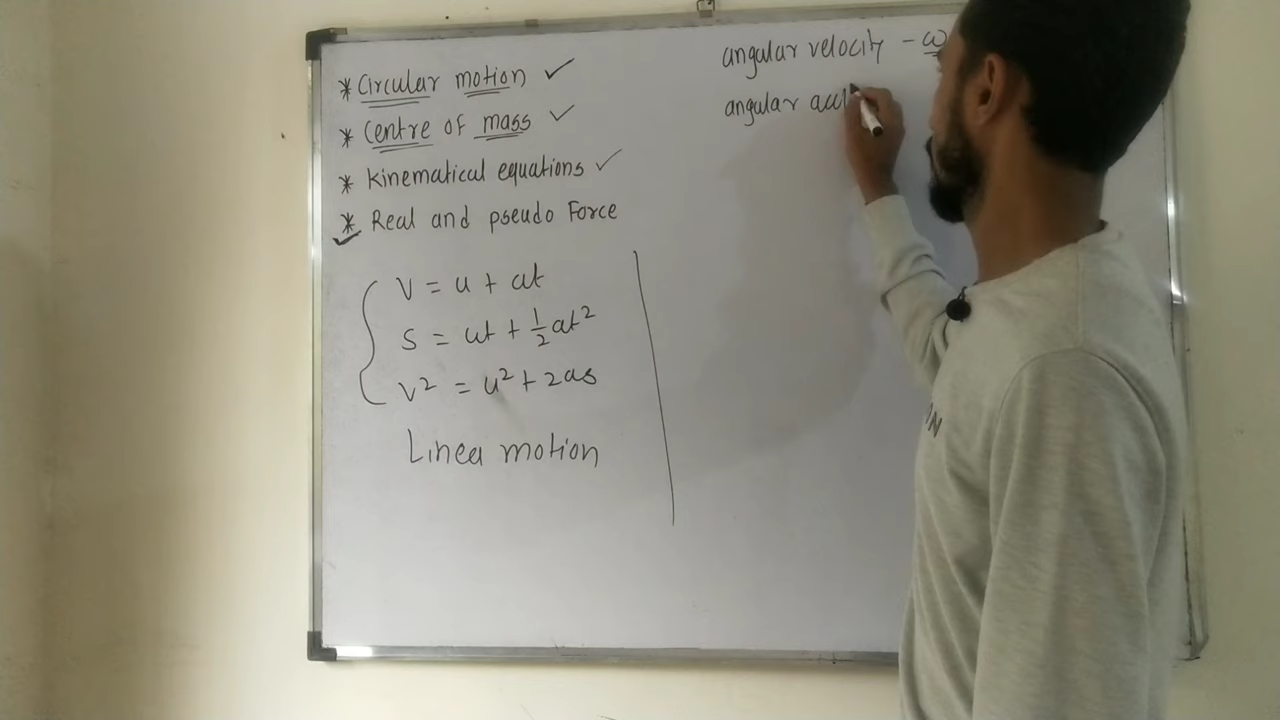 * Circular motion ✓
* Centre of mass ✓
* Kinematical equations ✓
* Real and pseudo Force
V = u + at
S = ut + 1/2 at²
V² = u² + 2as
Linea motion
angular velocity - ω
angular accl